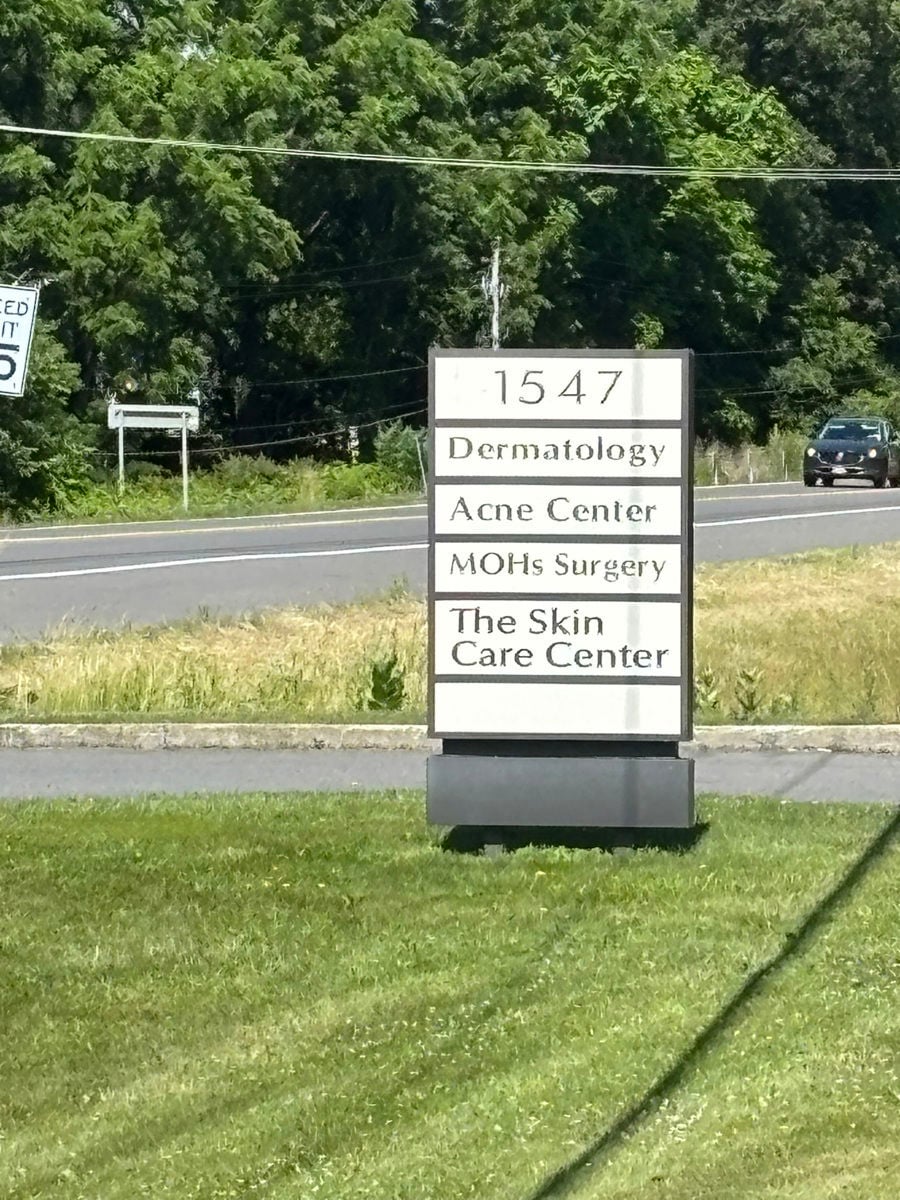 1547
Dermatology
Acne Center
MOHs Surgery
The Skin
Care Center